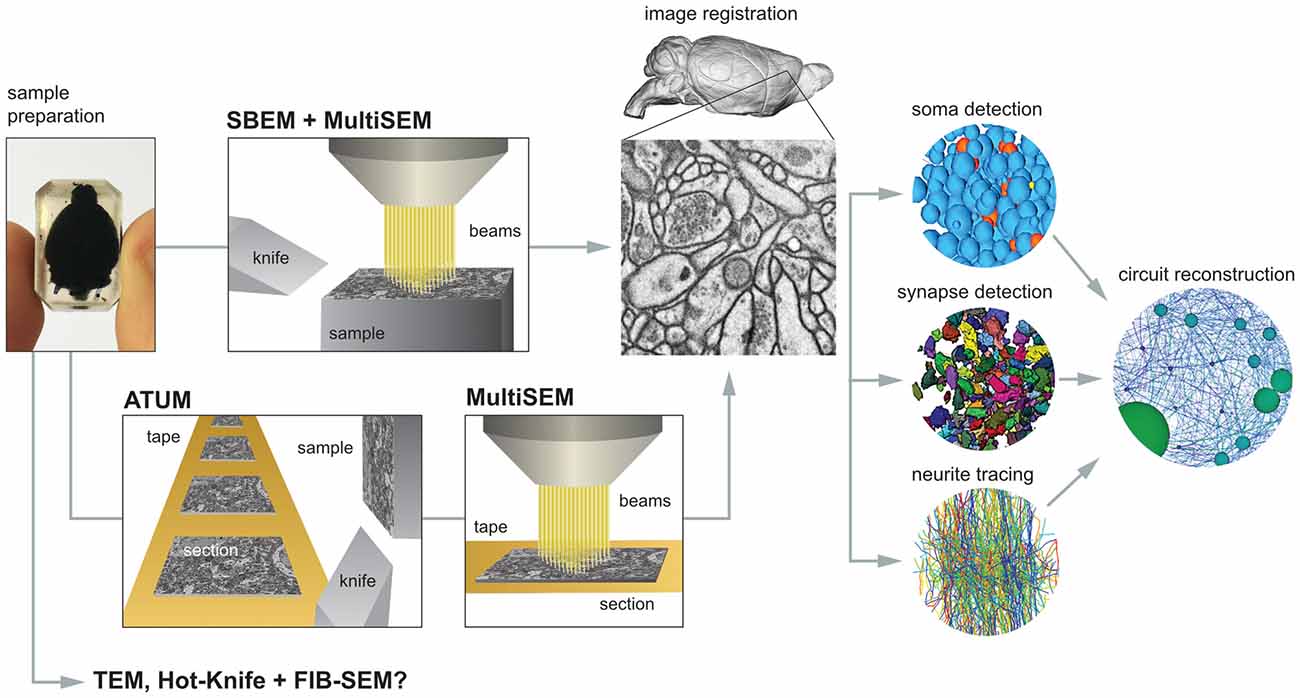 image registration
sample
preparation
SBEM + MultiSEM
beams
knife
sample
soma detection
synapse detection
circuit reconstruction
neurite tracing
ATUM
tape
sample
section
knife
MultiSEM
beams
tape
section
TEM, Hot-Knife + FIB-SEM?